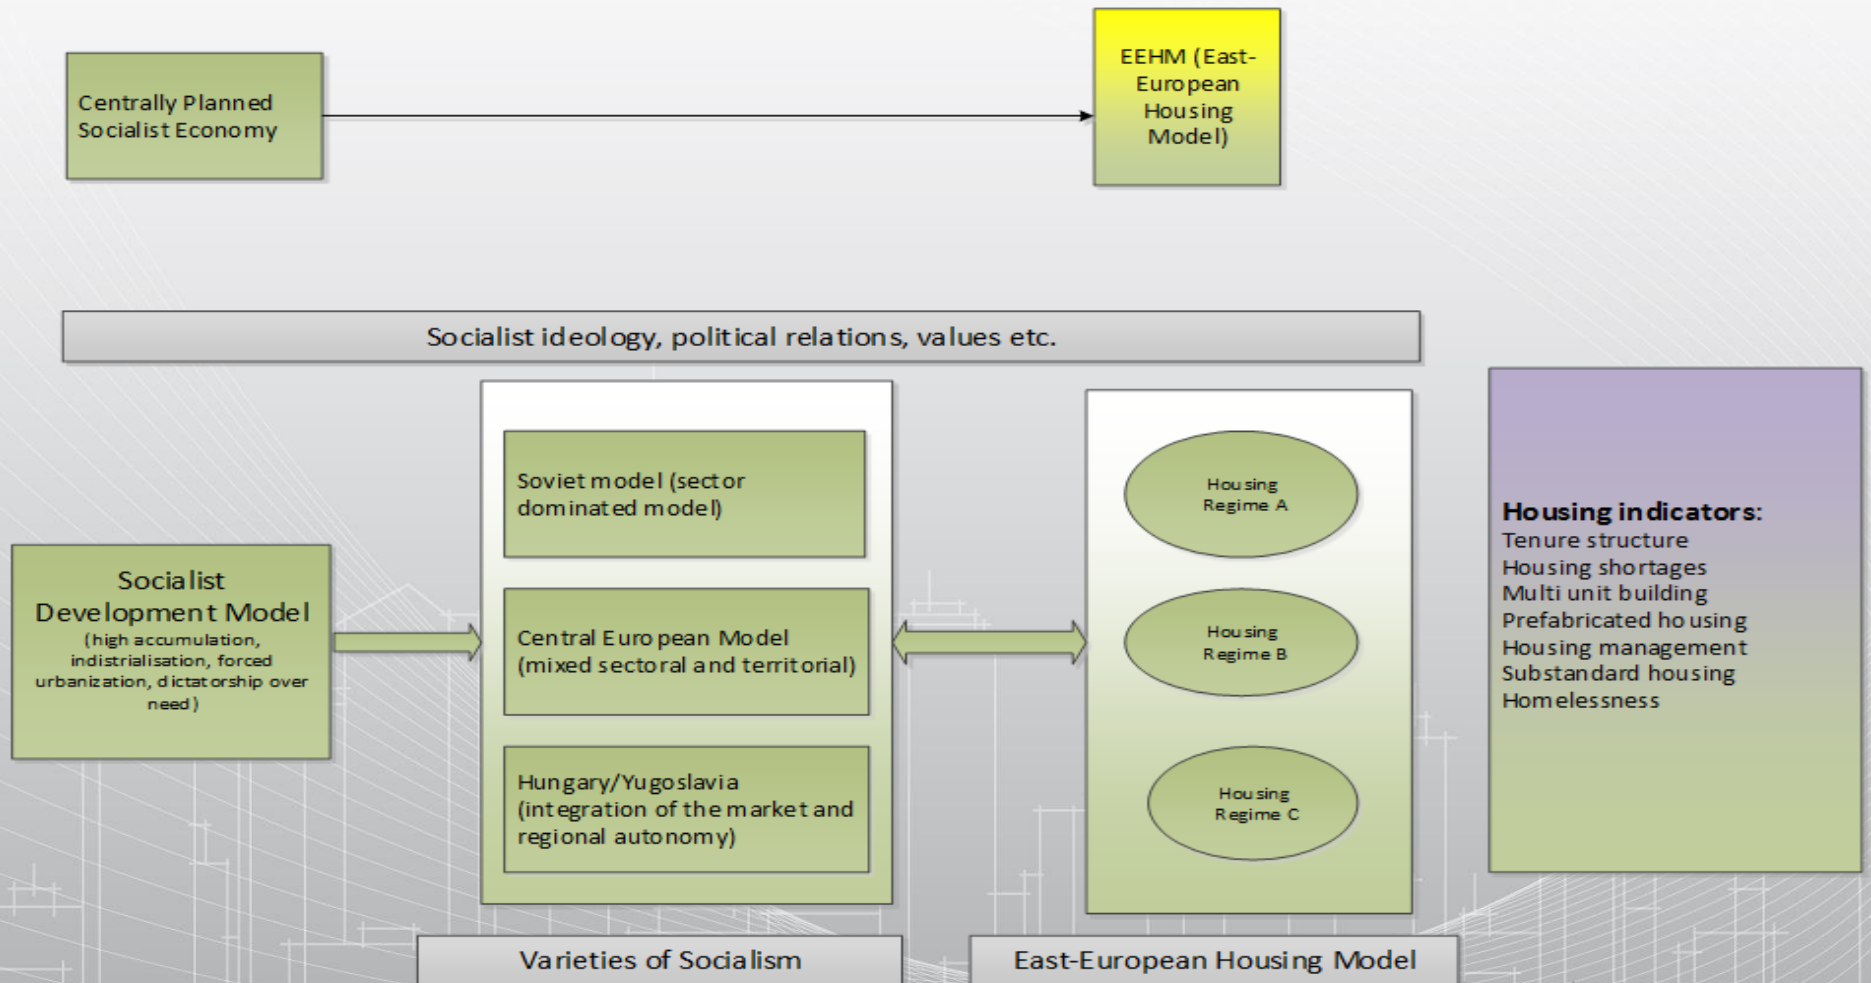 Centrally Planned
Socialist Economy
EEHM (East-
European
Housing
Model)
Socialist ideology, political relations, values etc.
Socialist
Development Model
(high accumulation,
indistrialisation, forced
urbanization, dictatorship over
need)
Soviet model (sector
dominated model)
Central European Model
(mixed sectoral and territorial)
Hungary/Yugoslavia
(integration of the market and
regional autonomy)
Housing
Regime A
Housing
Regime B
Housing
Regime C
Housing indicators:
Tenure structure
Housing shortages
Multi unit building
Prefabricated housing
Housing management
Substandard housing
Homelessness
Varieties of Socialism
East-European Housing Model